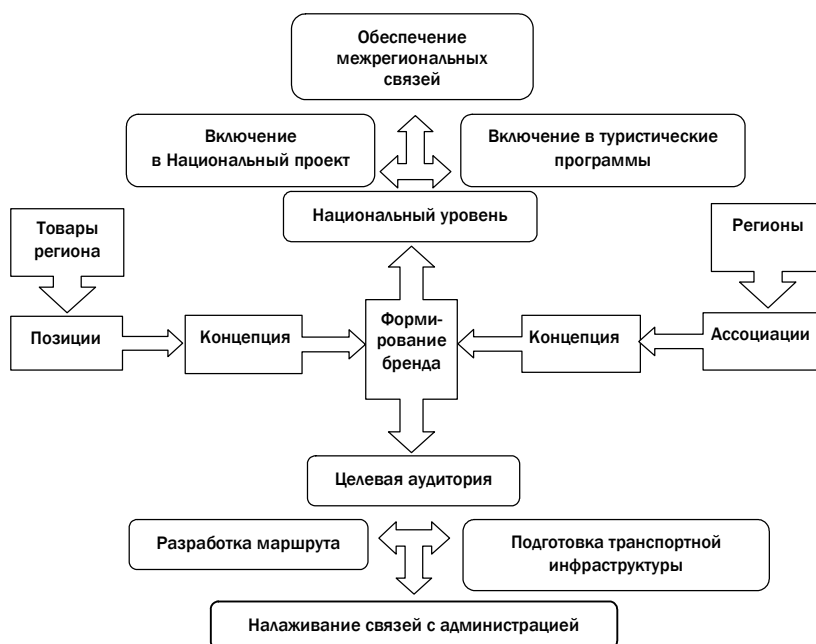 Обеспечение
межрегиональных
связей
Включение
в Национальный проект
Включение в туристические
программы
Национальный уровень
Товары
региона
Регионы
Позиции
Концепция
Форми-
рование
бренда
Концепция
Ассоциации
Целевая аудитория
Разработка маршрута
Подготовка транспортной
инфраструктуры
Налаживание связей с администрацией